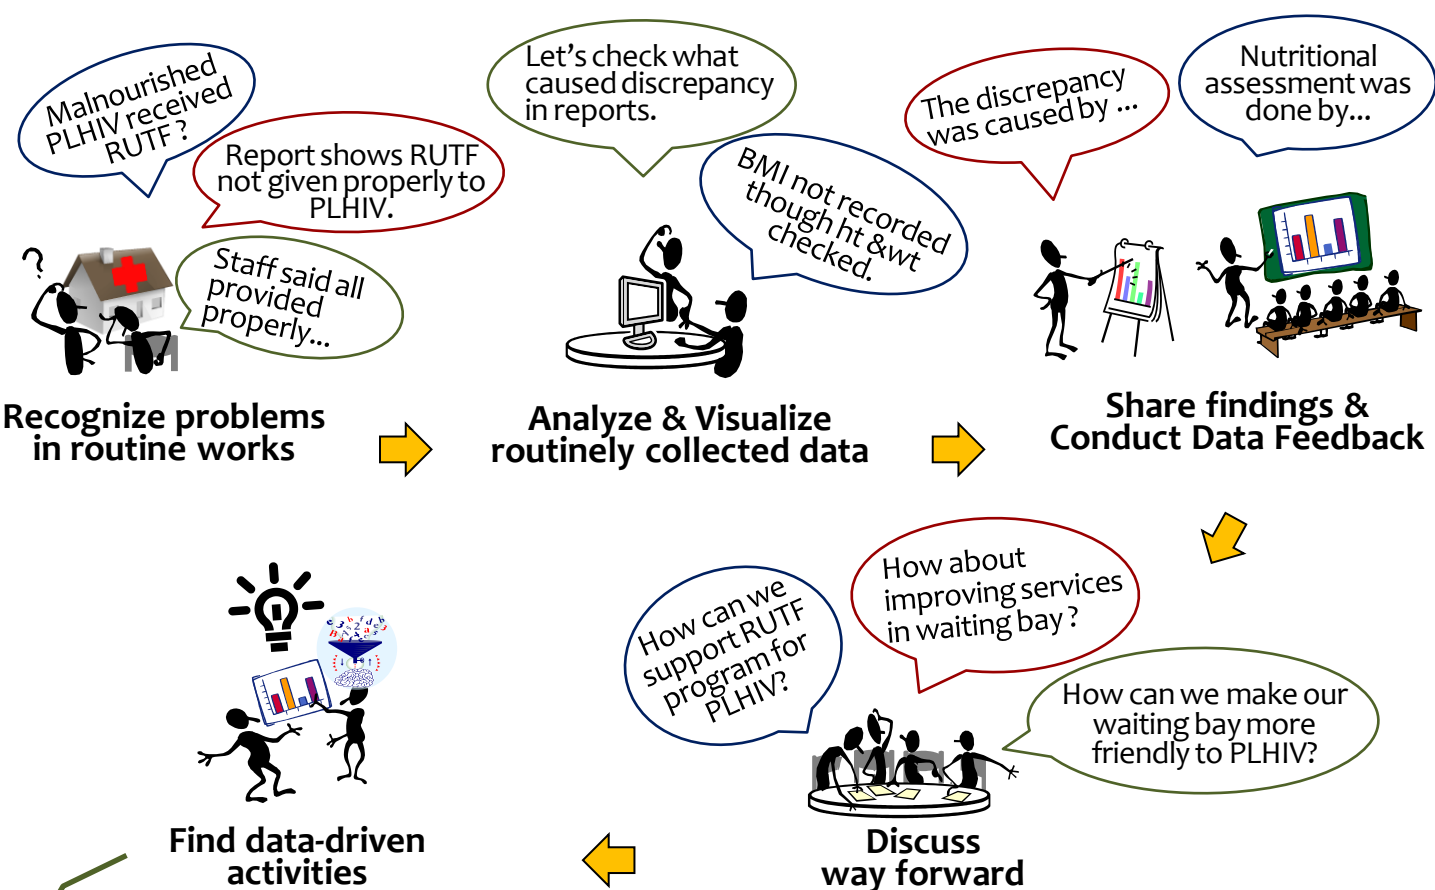 Malnourished
PLHIV received
RUTF ?
Report shows RUTF
not given properly to
PLHIV.
Staff said all
provided
properly...
Recognize problems
in routine works
Let's check what
caused discrepancy
in reports.
BMI not recorded
though ht &wt
checked.
Analyze & Visualize
routinely collected data
The discrepancy
was caused by ...
Nutritional
assessment was
done by...
Share findings &
Conduct Data Feedback
How can we
support RUTF
program for
PLHIV?
How about
improving services
in waiting bay ?
How can we make our
waiting bay more
friendly to PLHIV?
Discuss
way forward
Find data-driven
activities